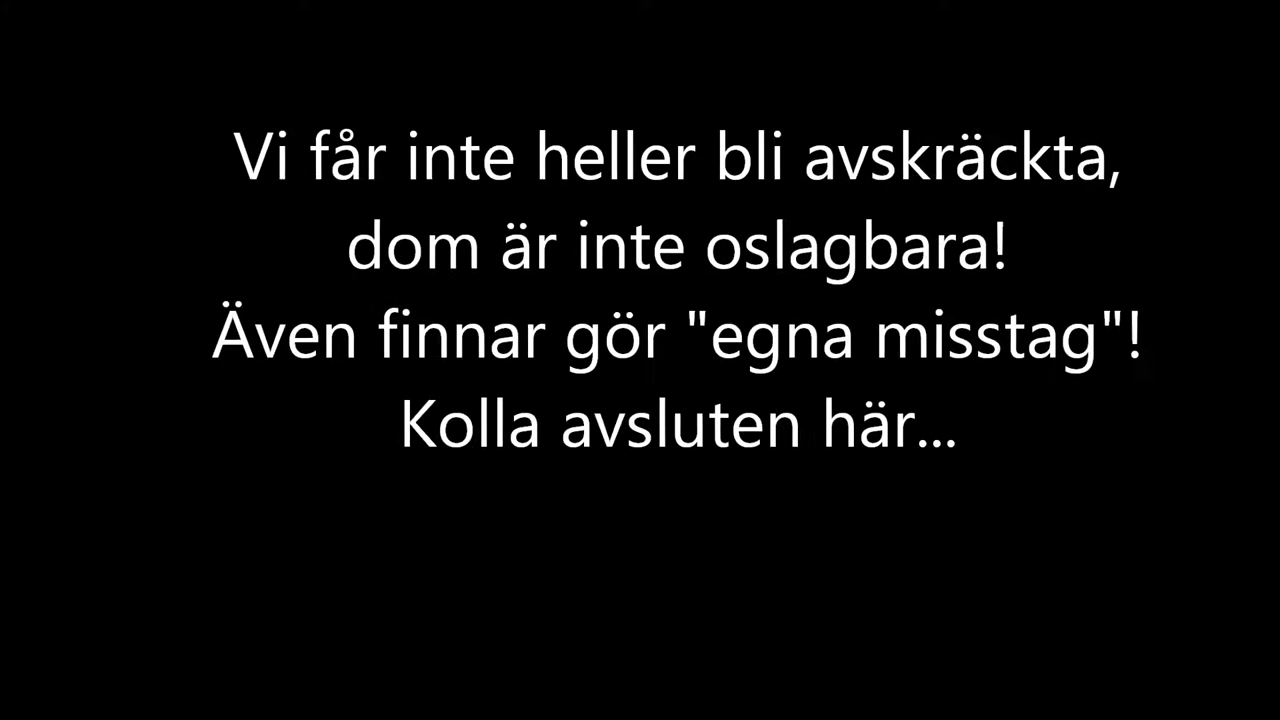 Vi får inte heller bli avskräckta,
dom är inte oslagbara!
Även finnar gör "egna misstag"!
Kolla avsluten här...